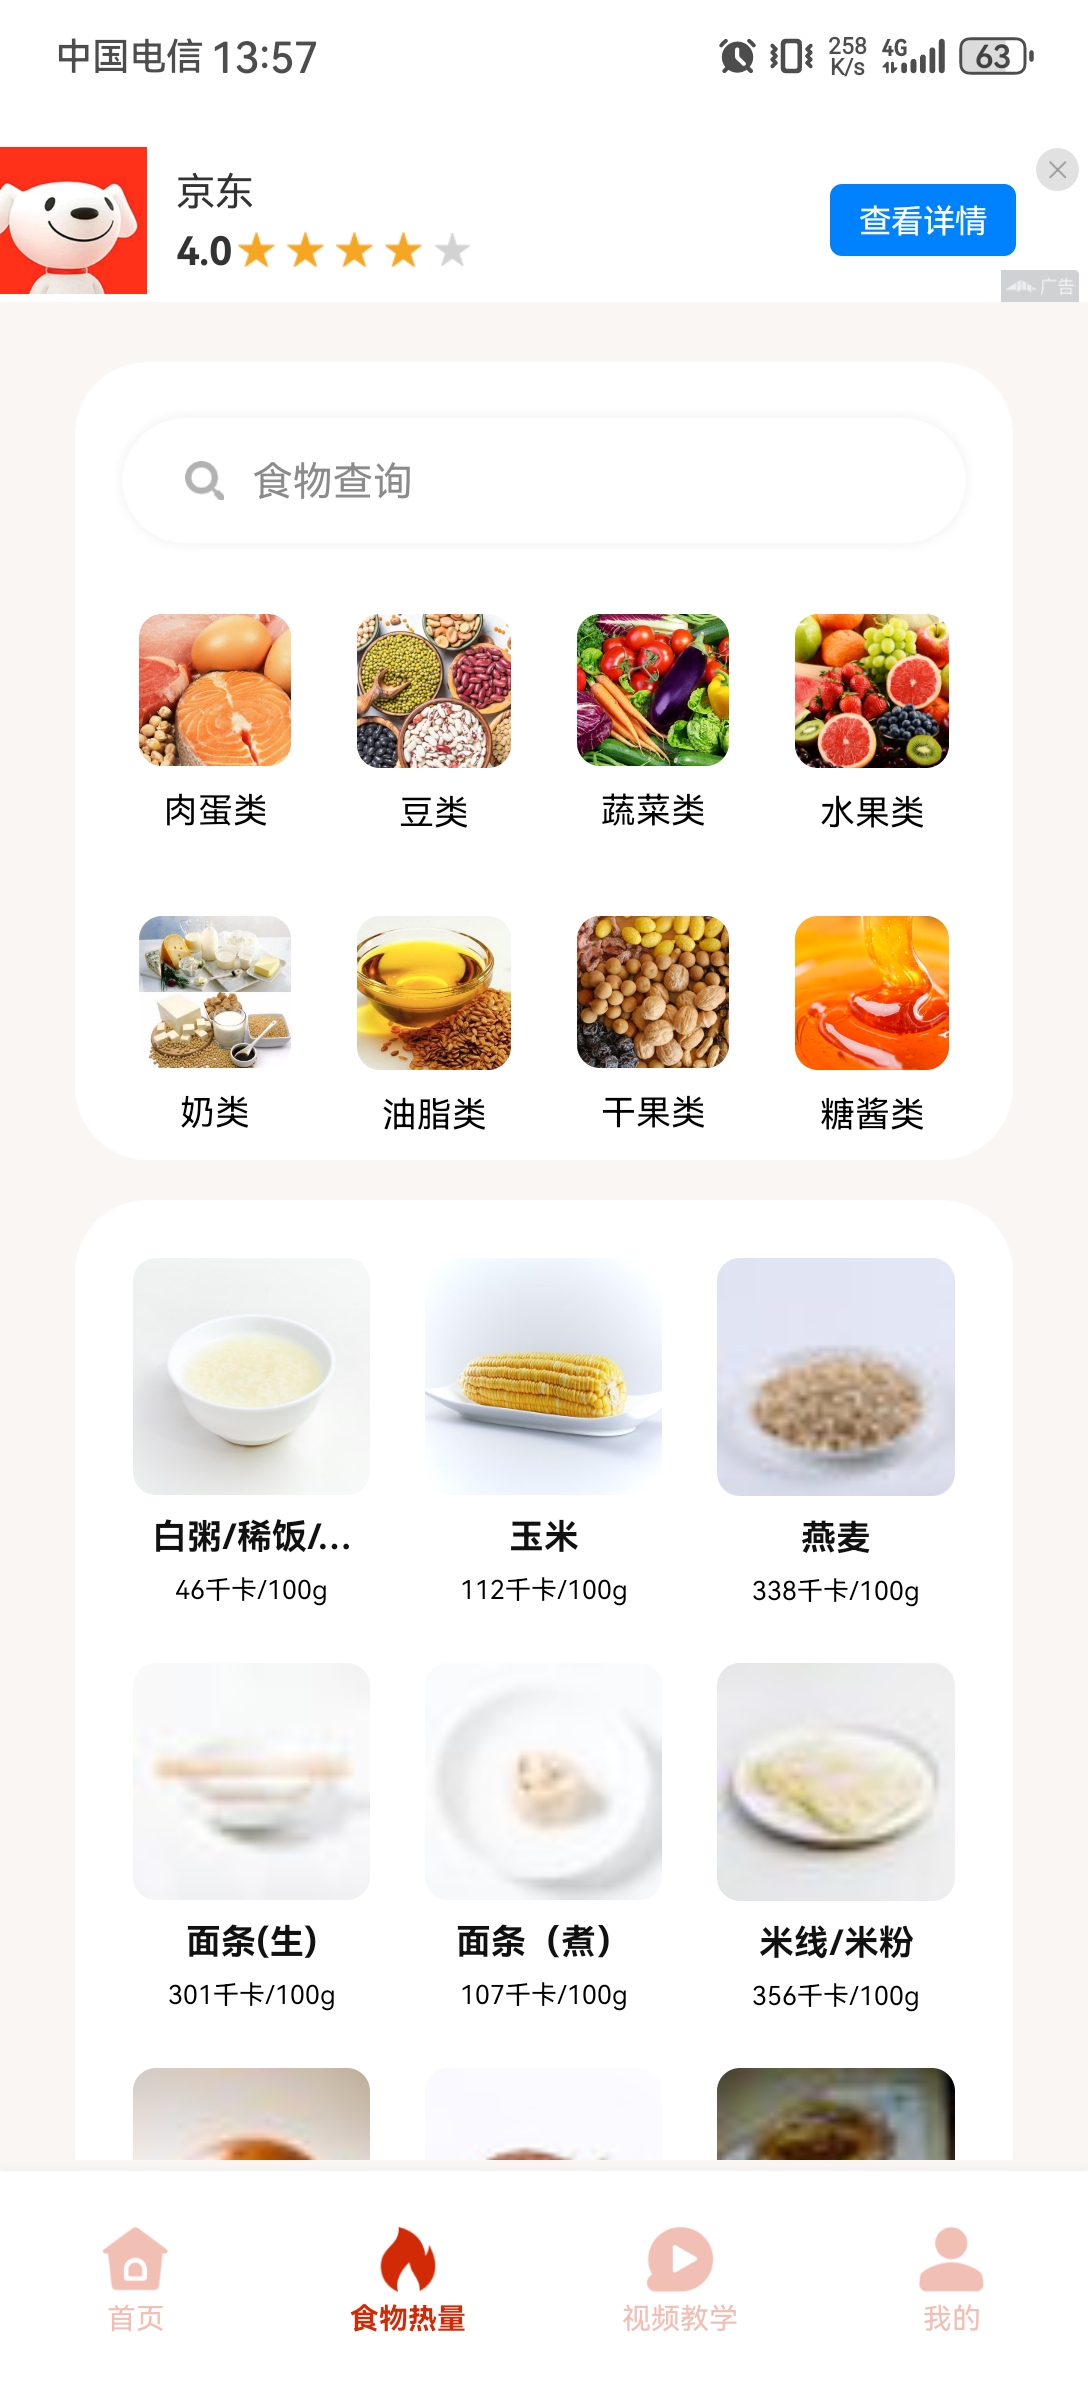 中国电信 13:57
258 K/s 4G 63
京东
4.0
查看详情
广告
食物查询
肉蛋类 豆类 蔬菜类 水果类
奶类 油脂类 干果类 糖酱类
白粥/稀饭/... 玉米 燕麦
46千卡/100g 112千卡/100g 338千卡/100g
面条(生) 面条（煮） 米线/米粉
301千卡/100g 107千卡/100g 356千卡/100g
首页 食物热量 视频教学 我的